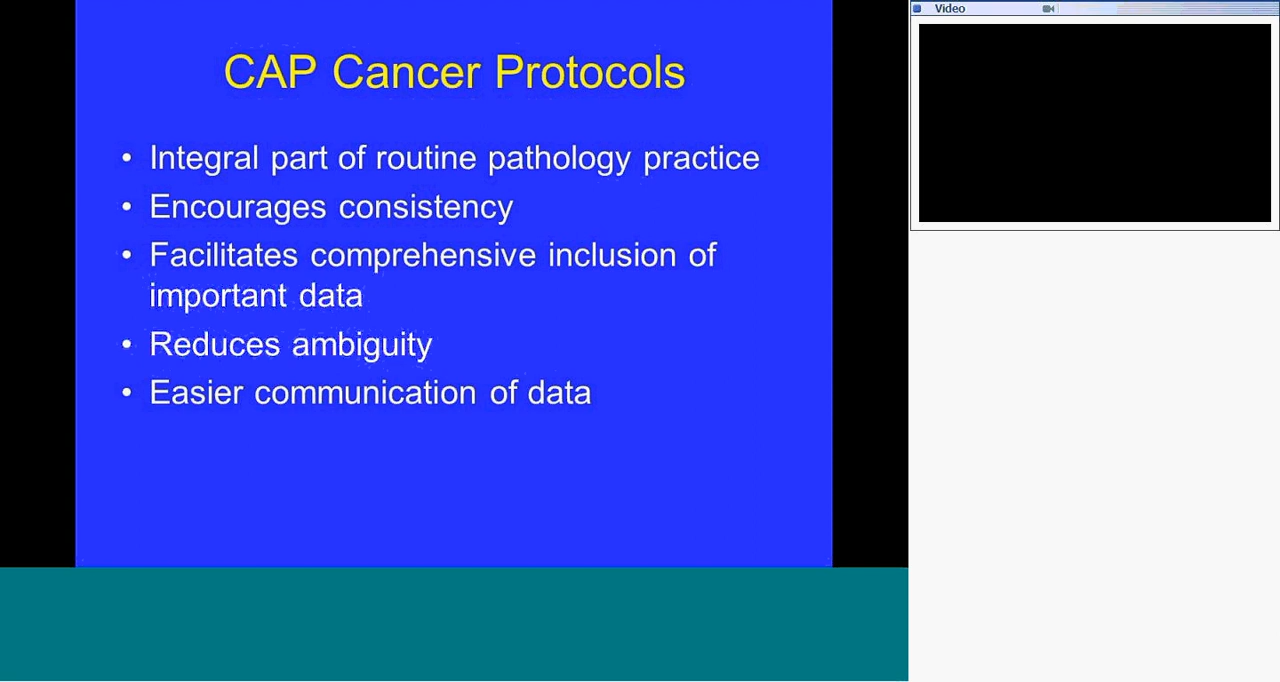 CAP Cancer Protocols
• Integral part of routine pathology practice
• Encourages consistency
• Facilitates comprehensive inclusion of
important data
• Reduces ambiguity
• Easier communication of data
Video